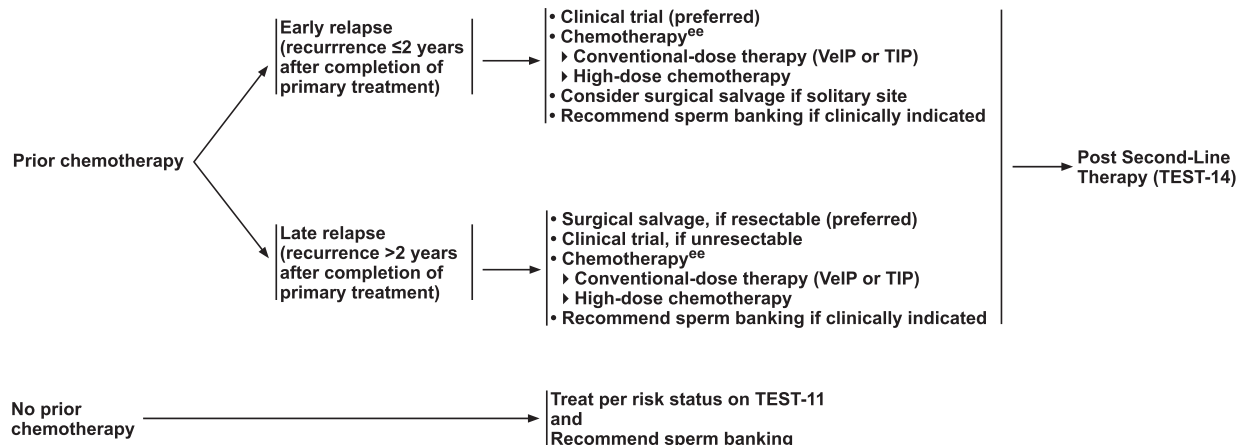 Prior chemotherapy
Early relapse
(recurrrence ≤2 years
after completion of
primary treatment)
• Clinical trial (preferred)
• Chemotherapyee
‣ Conventional-dose therapy (VeIP or TIP)
‣ High-dose chemotherapy
• Consider surgical salvage if solitary site
• Recommend sperm banking if clinically indicated
Late relapse
(recurrence >2 years
after completion of
primary treatment)
• Surgical salvage, if resectable (preferred)
• Clinical trial, if unresectable
• Chemotherapyee
‣ Conventional-dose therapy (VeIP or TIP)
‣ High-dose chemotherapy
• Recommend sperm banking if clinically indicated
Post Second-Line
Therapy (TEST-14)
No prior
chemotherapy
Treat per risk status on TEST-11
and
Recommend sperm banking